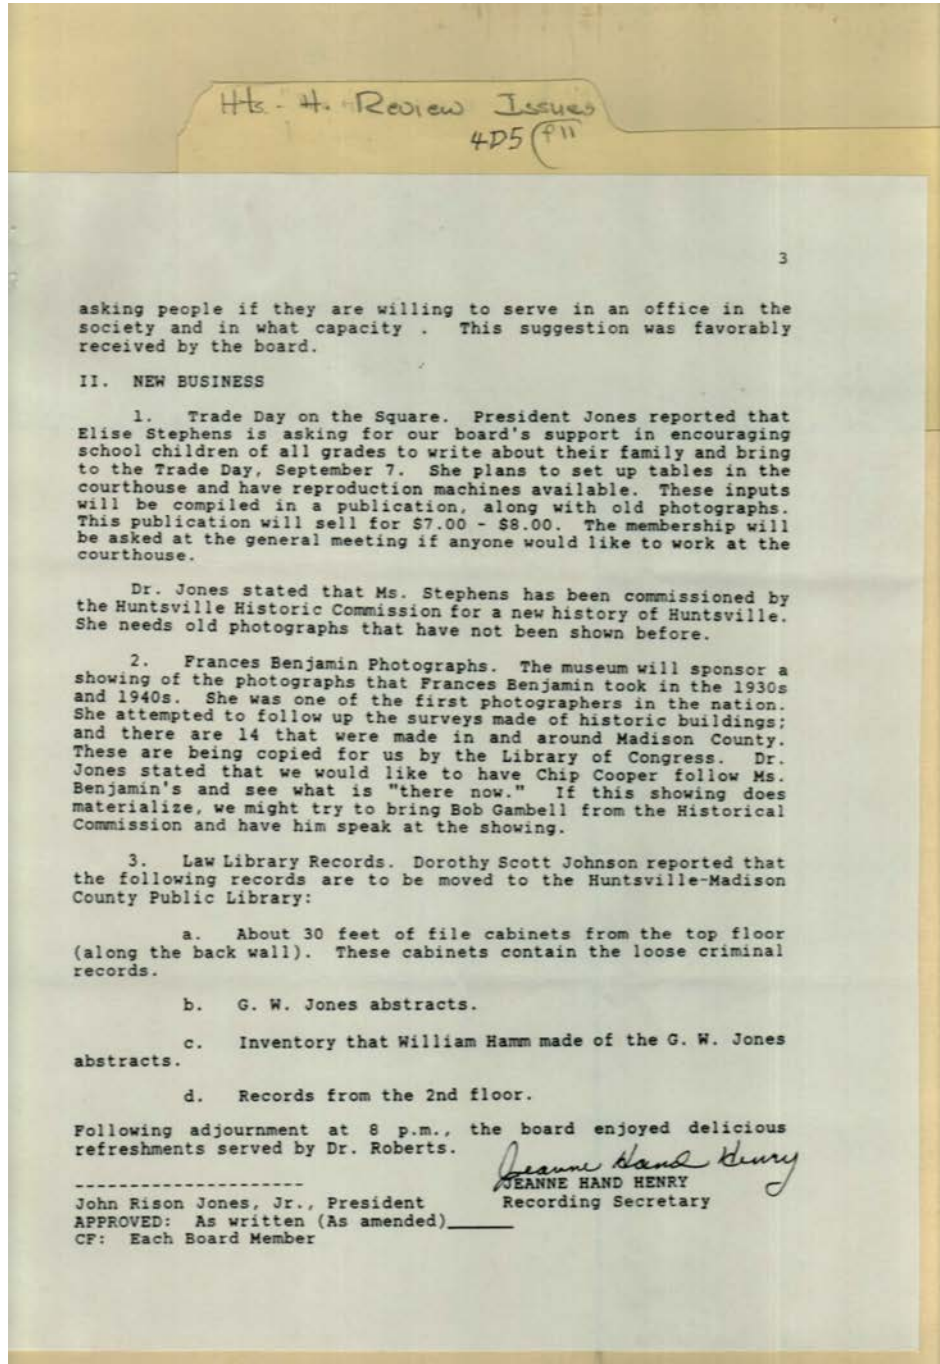 Hts. H. Review Issues
4D5 (P11
3
asking people if they are willing to serve in an office in the
society and in what capacity .  This suggestion was favorably
received by the board.
II.  NEW BUSINESS
1.  Trade Day on the Square.  President Jones reported that
Elise Stephens is asking for our board's support in encouraging
school children of all grades to write about their family and bring
to the Trade Day, September 7.  She plans to set up tables in the
courthouse and have reproduction machines available.  These inputs
will be compiled in a publication, along with old photographs.
This publication will sell for $7.00 - $8.00.  The membership will
be asked at the general meeting if anyone would like to work at the
courthouse.
Dr. Jones stated that Ms. Stephens has been commissioned by
the Huntsville Historic Commission for a new history of Huntsville.
She needs old photographs that have not been shown before.
2.  Frances Benjamin Photographs.  The museum will sponsor a
showing of the photographs that Frances Benjamin took in the 1930s
and 1940s.  She was one of the first photographers in the nation.
She attempted to follow up the surveys made of historic buildings;
and there are 14 that were made in and around Madison County.
These are being copied for us by the Library of Congress.  Dr.
Jones stated that we would like to have Chip Cooper follow Ms.
Benjamin's and see what is "there now."  If this showing does
materialize, we might try to bring Bob Gambell from the Historical
Commission and have him speak at the showing.
3.  Law Library Records.  Dorothy Scott Johnson reported that
the following records are to be moved to the Huntsville-Madison
County Public Library:
a.  About 30 feet of file cabinets from the top floor
(along the back wall).  These cabinets contain the loose criminal
records.
b.  G. W. Jones abstracts.
c.  Inventory that William Hamm made of the G. W. Jones
abstracts.
d.  Records from the 2nd floor.
Following adjournment at 8 p.m., the board enjoyed delicious
refreshments served by Dr. Roberts.
Jeanne Hand Henry
JEANNE HAND HENRY
John Rison Jones, Jr., President  Recording Secretary
APPROVED:  As written (As amended)______
CF:  Each Board Member